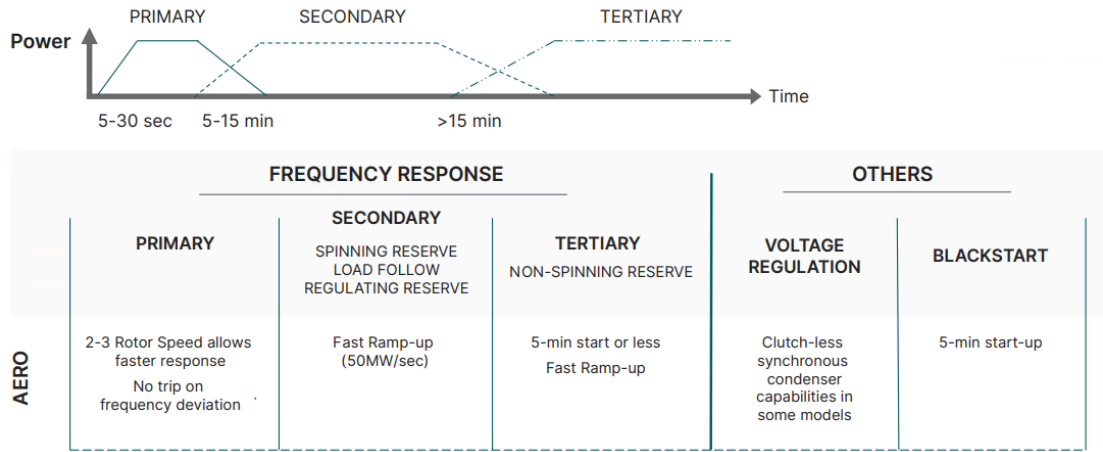 PRIMARY
SECONDARY
TERTIARY
Power
Time
5-30 sec
5-15 min
>15 min
FREQUENCY RESPONSE
OTHERS
PRIMARY
SECONDARY
SPINNING RESERVE
LOAD FOLLOW
REGULATING RESERVE
TERTIARY
NON-SPINNING RESERVE
VOLTAGE
REGULATION
BLACKSTART
AERO
2-3 Rotor Speed allows
faster response
No trip on
frequency deviation
Fast Ramp-up
(50MW/sec)
5-min start or less
Fast Ramp-up
Clutch-less
synchronous
condenser
capabilities in
some models
5-min start-up